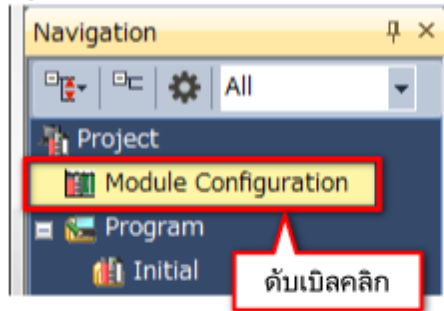 Navigation
All
Project
Module Configuration
Program
Initial
ดับเบิลคลิก